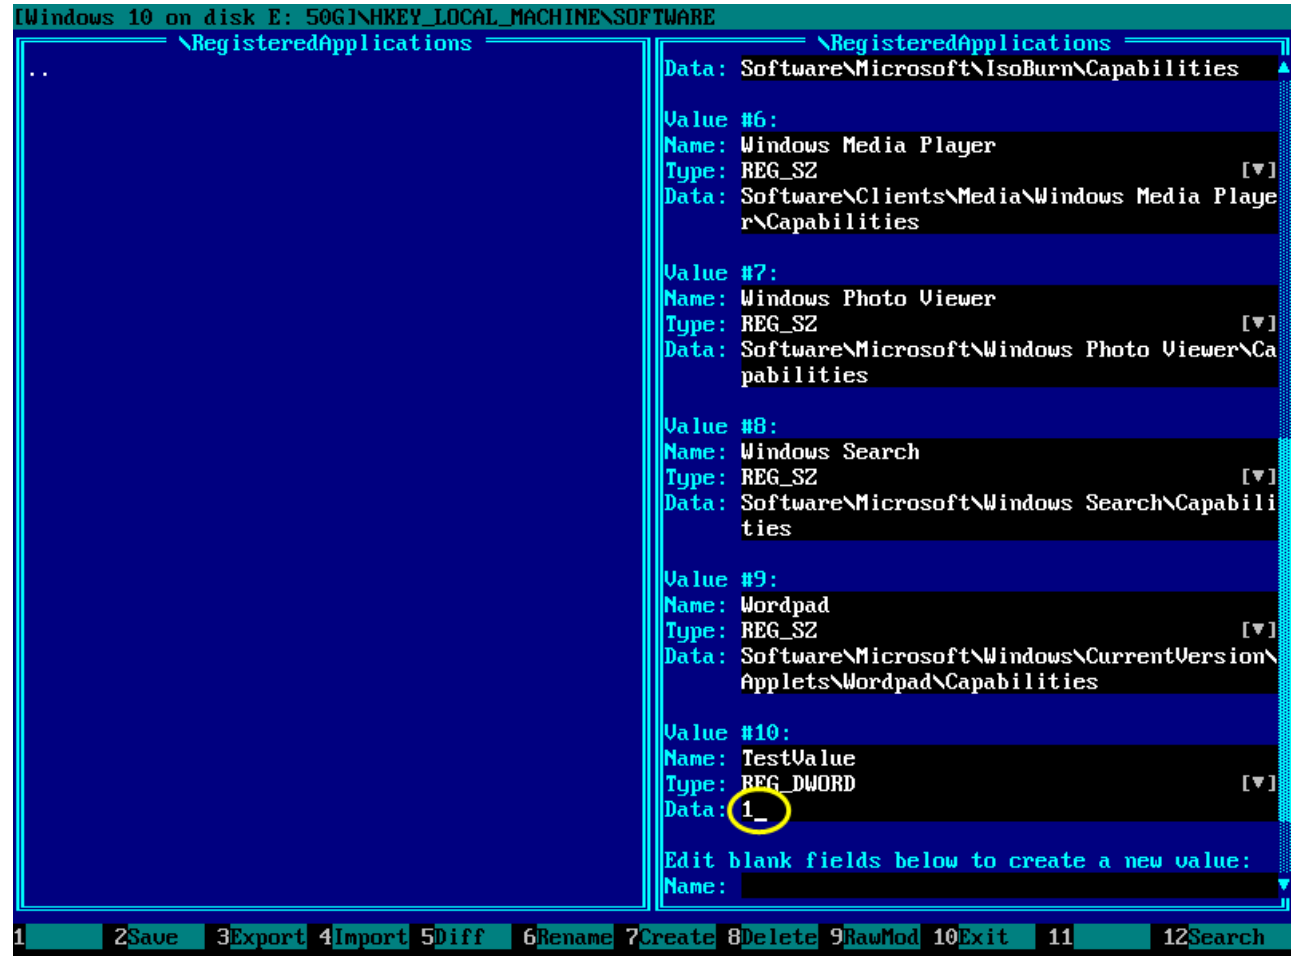 [Windows 10 on disk E: 50G]\HKEY_LOCAL_MACHINE\SOFTWARE
\RegisteredApplications
..
\RegisteredApplications
Data: Software\Microsoft\IsoBurn\Capabilities
Value #6:
Name: Windows Media Player
Type: REG_SZ [▼]
Data: Software\Clients\Media\Windows Media Playe
r\Capabilities
Value #7:
Name: Windows Photo Viewer
Type: REG_SZ [▼]
Data: Software\Microsoft\Windows Photo Viewer\Ca
pabilities
Value #8:
Name: Windows Search
Type: REG_SZ [▼]
Data: Software\Microsoft\Windows Search\Capabili
ties
Value #9:
Name: Wordpad
Type: REG_SZ [▼]
Data: Software\Microsoft\Windows\CurrentVersion\
Applets\Wordpad\Capabilities
Value #10:
Name: TestValue
Type: REG_DWORD [▼]
Data: 1_
Edit blank fields below to create a new value:
Name:
1 2Save 3Export 4Import 5Diff 6Rename 7Create 8Delete 9RawMod 10Exit 11 12Search